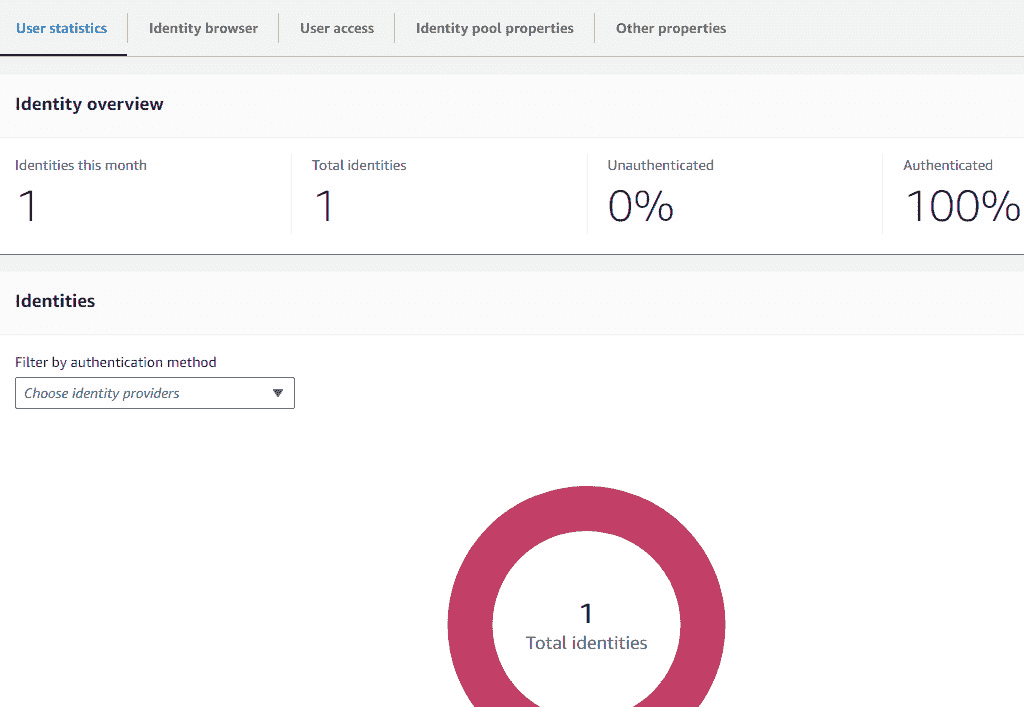 User statistics Identity browser User access Identity pool properties Other properties
Identity overview
Identities this month Total identities Unauthenticated Authenticated
1 1 0% 100%
Identities
Filter by authentication method
Choose identity providers
1
Total identities